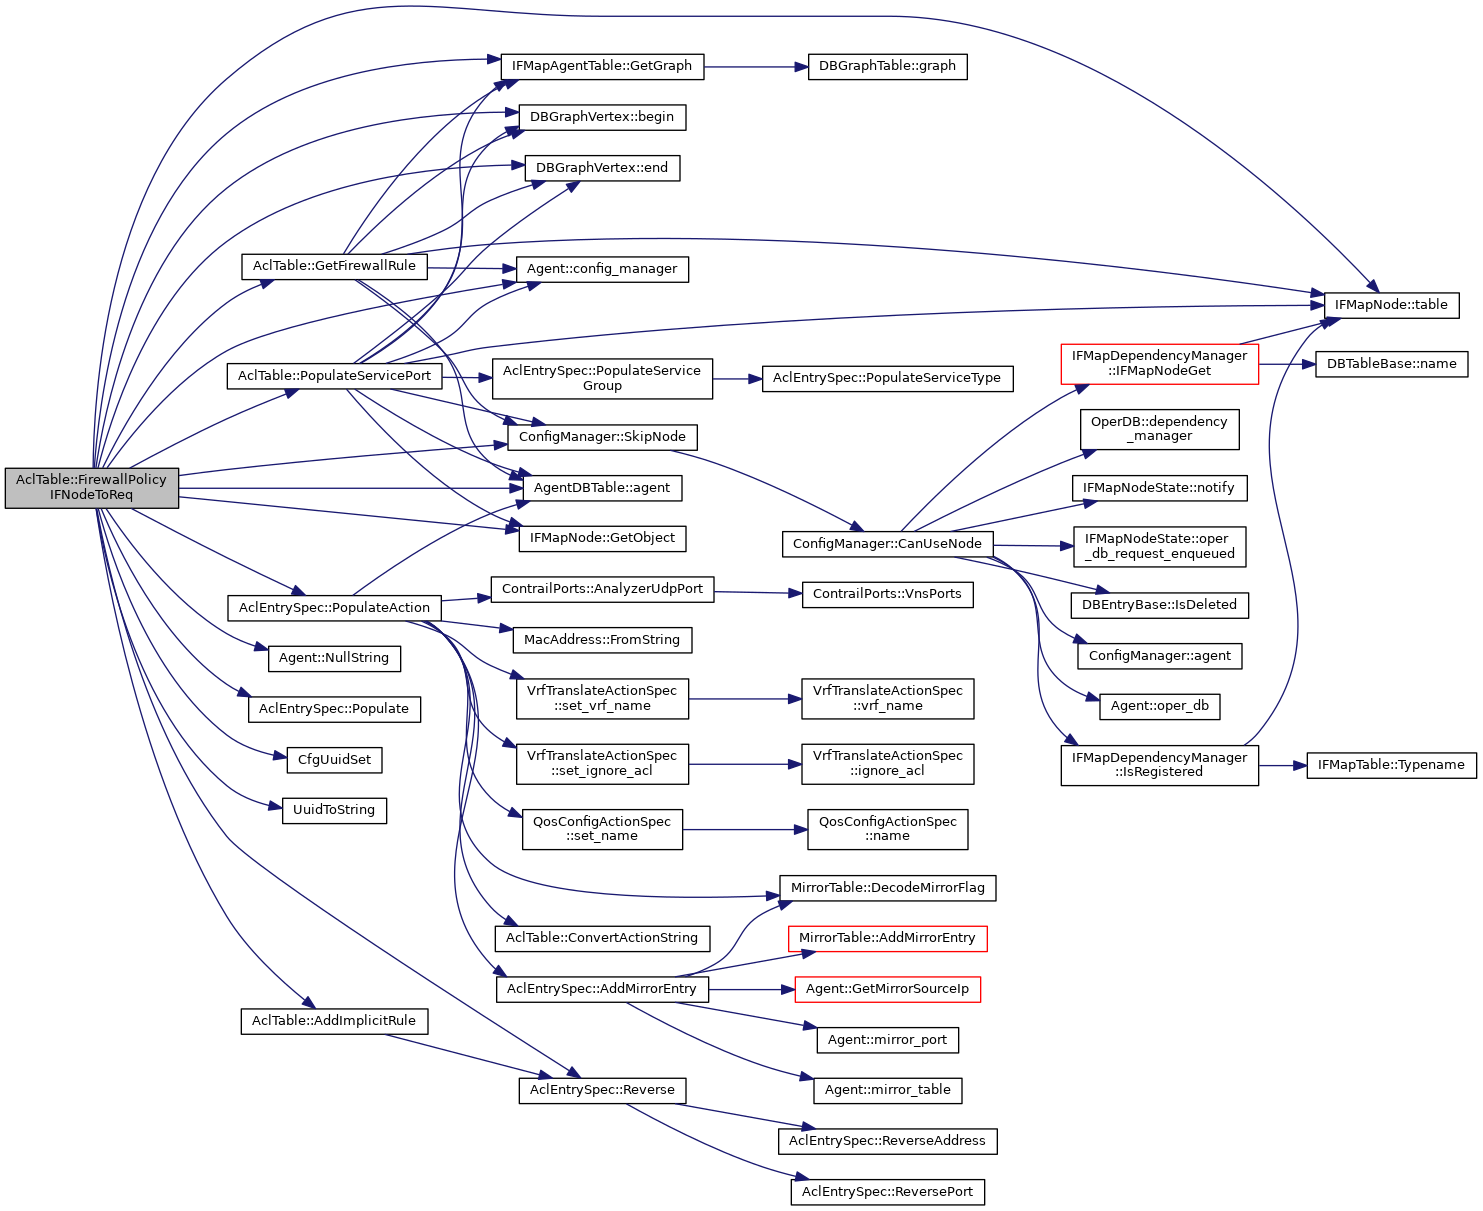 AclTable::FirewallPolicy
IFNodeToReq
IFMapAgentTable::GetGraph
DBGraphTable::graph
DBGraphVertex::begin
DBGraphVertex::end
AclTable::GetFirewallRule
Agent::config_manager
IFMapNode::table
AclTable::PopulateServicePort
AclEntrySpec::PopulateService
Group
AclEntrySpec::PopulateServiceType
IFMapDependencyManager
::IFMapNodeGet
DBTableBase::name
ConfigManager::SkipNode
OperDB::dependency
_manager
AgentDBTable::agent
IFMapNodeState::notify
IFMapNode::GetObject
ConfigManager::CanUseNode
IFMapNodeState::oper
_db_request_enqueued
AclEntrySpec::PopulateAction
ContrailPorts::AnalyzerUdpPort
ContrailPorts::VnsPorts
DBEntryBase::IsDeleted
MacAddress::FromString
Agent::NullString
ConfigManager::agent
VrfTranslateActionSpec
::set_vrf_name
VrfTranslateActionSpec
::vrf_name
AclEntrySpec::Populate
Agent::oper_db
CfgUuidSet
VrfTranslateActionSpec
::set_ignore_acl
VrfTranslateActionSpec
::ignore_acl
IFMapDependencyManager
::IsRegistered
IFMapTable::Typename
UuidToString
QosConfigActionSpec
::set_name
QosConfigActionSpec
::name
MirrorTable::DecodeMirrorFlag
AclTable::ConvertActionString
MirrorTable::AddMirrorEntry
AclEntrySpec::AddMirrorEntry
Agent::GetMirrorSourceIp
AclTable::AddImplicitRule
Agent::mirror_port
AclEntrySpec::Reverse
Agent::mirror_table
AclEntrySpec::ReverseAddress
AclEntrySpec::ReversePort